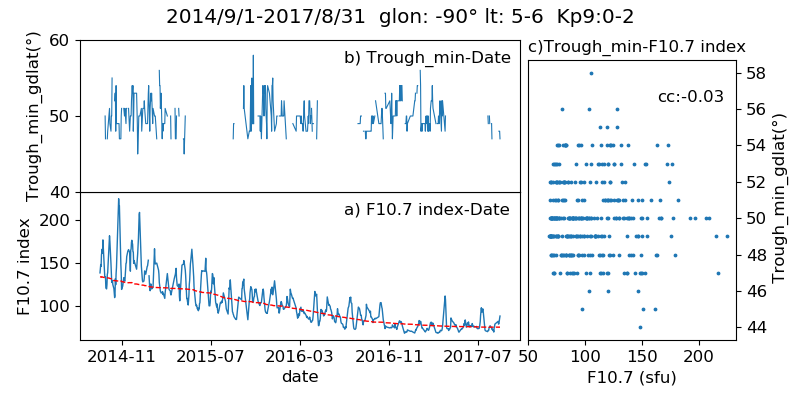 2014/9/1-2017/8/31  glon: -90° lt: 5-6  Kp9:0-2
b) Trough_min-Date
Trough_min_gdlat(°)
60
50
40
a) F10.7 index-Date
F10.7 index
200
150
100
2014-11 2015-07 2016-03 2016-11 2017-07
date
c)Trough_min-F10.7 index
cc:-0.03
58
56
54
52
50
48
46
44
Trough_min_gdlat(°)
50 100 150 200
F10.7 (sfu)